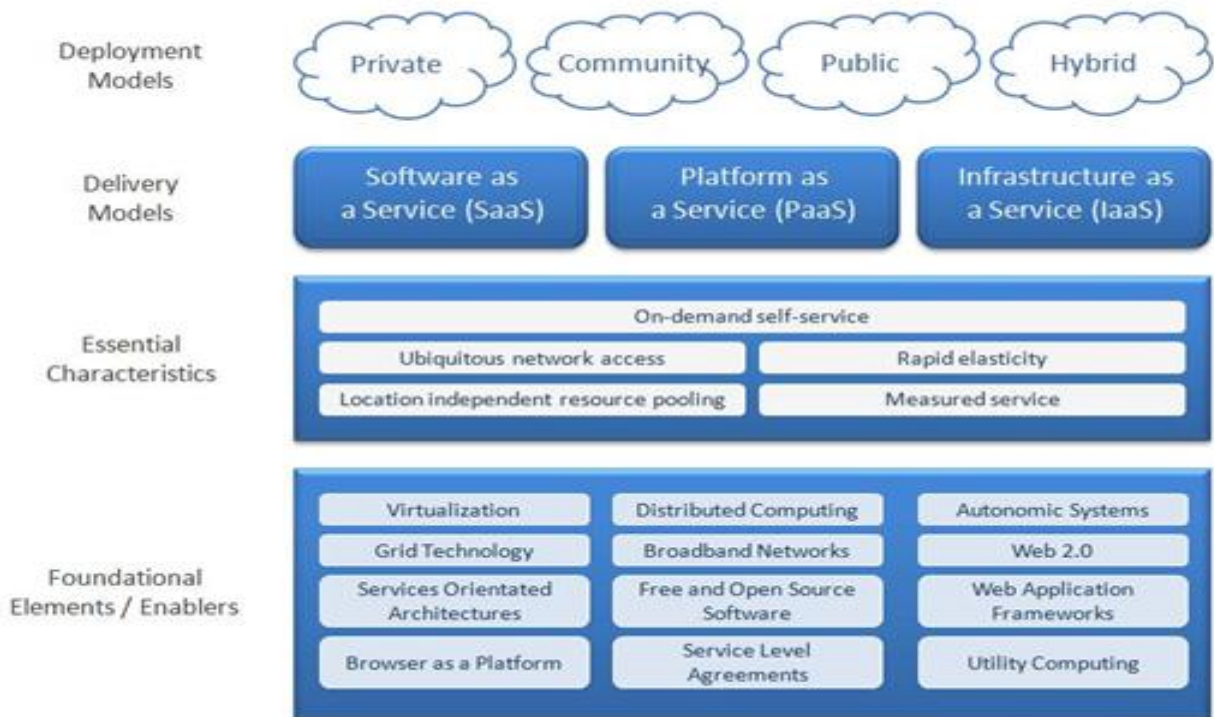 Deployment
Models
Private
Community
Public
Hybrid
Delivery
Models
Software as
a Service (SaaS)
Platform as
a Service (PaaS)
Infrastructure as
a Service (IaaS)
Essential
Characteristics
On-demand self-service
Ubiquitous network access
Rapid elasticity
Location independent resource pooling
Measured service
Foundational
Elements / Enablers
Virtualization
Distributed Computing
Autonomic Systems
Grid Technology
Broadband Networks
Web 2.0
Services Orientated
Architectures
Free and Open Source
Software
Web Application
Frameworks
Browser as a Platform
Service Level
Agreements
Utility Computing